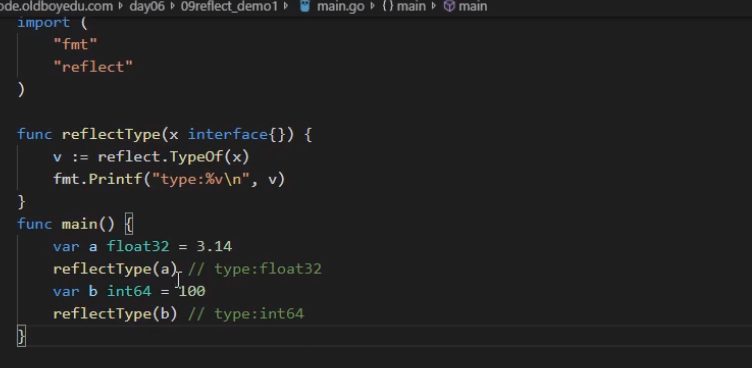 ode.oldboyedu.com › day06 › 09reflect_demo1 › main.go › {} main › main
import (
    "fmt"
    "reflect"
)
func reflectType(x interface{}) {
    v := reflect.TypeOf(x)
    fmt.Printf("type:%v\n", v)
}
func main() {
    var a float32 = 3.14
    reflectType(a) // type:float32
    var b int64 = 100
    reflectType(b) // type:int64
}